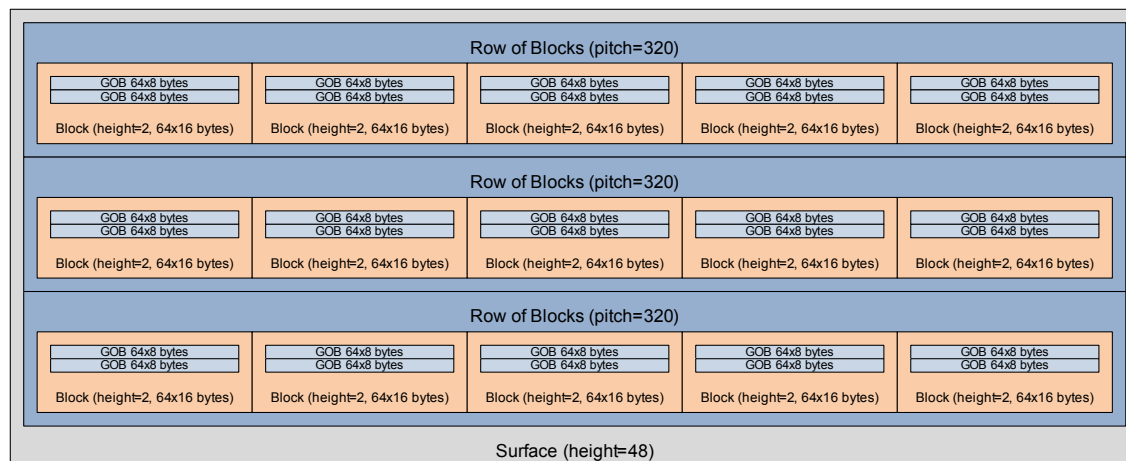 Row of Blocks (pitch=320)
GOB 64x8 bytes GOB 64x8 bytes GOB 64x8 bytes GOB 64x8 bytes GOB 64x8 bytes
GOB 64x8 bytes GOB 64x8 bytes GOB 64x8 bytes GOB 64x8 bytes GOB 64x8 bytes
Block (height=2, 64x16 bytes) Block (height=2, 64x16 bytes) Block (height=2, 64x16 bytes) Block (height=2, 64x16 bytes) Block (height=2, 64x16 bytes)
Row of Blocks (pitch=320)
GOB 64x8 bytes GOB 64x8 bytes GOB 64x8 bytes GOB 64x8 bytes GOB 64x8 bytes
GOB 64x8 bytes GOB 64x8 bytes GOB 64x8 bytes GOB 64x8 bytes GOB 64x8 bytes
Block (height=2, 64x16 bytes) Block (height=2, 64x16 bytes) Block (height=2, 64x16 bytes) Block (height=2, 64x16 bytes) Block (height=2, 64x16 bytes)
Row of Blocks (pitch=320)
GOB 64x8 bytes GOB 64x8 bytes GOB 64x8 bytes GOB 64x8 bytes GOB 64x8 bytes
GOB 64x8 bytes GOB 64x8 bytes GOB 64x8 bytes GOB 64x8 bytes GOB 64x8 bytes
Block (height=2, 64x16 bytes) Block (height=2, 64x16 bytes) Block (height=2, 64x16 bytes) Block (height=2, 64x16 bytes) Block (height=2, 64x16 bytes)
Surface (height=48)